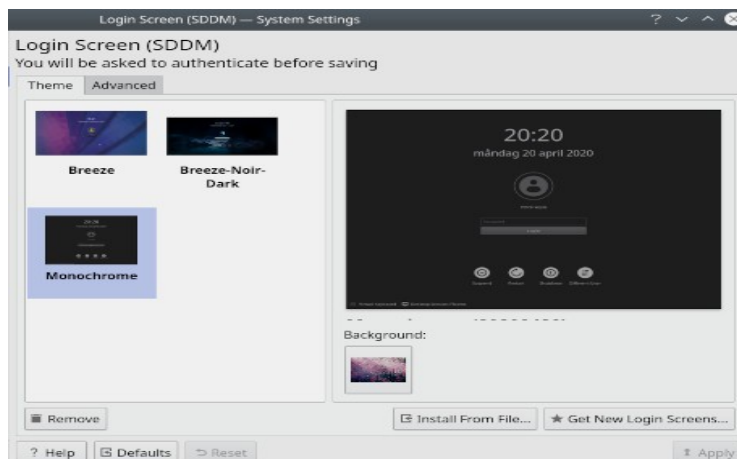 Login Screen (SDDM) — System Settings
Login Screen (SDDM)
You will be asked to authenticate before saving
Theme Advanced
Breeze
Breeze-Noir-
Dark
Monochrome
20:20
måndag 20 april 2020
Background:
Remove
Install From File...
Get New Login Screens...
? Help
Defaults
Reset
Apply